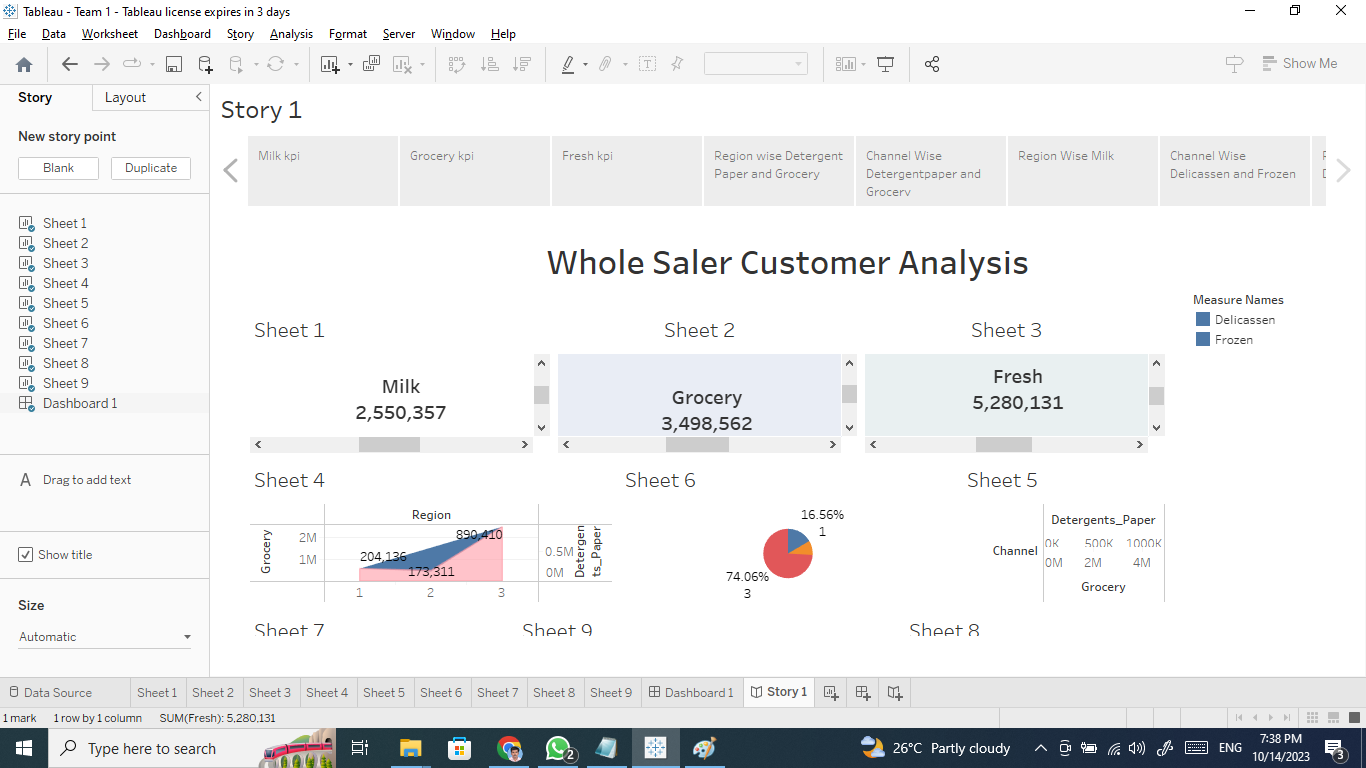 Tableau - Team 1 - Tableau license expires in 3 days
File Data Worksheet Dashboard Story Analysis Format Server Window Help
Show Me
Story Layout
New story point
Blank Duplicate
Sheet 1
Sheet 2
Sheet 3
Sheet 4
Sheet 5
Sheet 6
Sheet 7
Sheet 8
Sheet 9
Dashboard 1
A Drag to add text
Show title
Size
Automatic
Story 1
Milk kpi
Grocery kpi
Fresh kpi
Region wise Detergent
Paper and Grocery
Channel Wise
Detergentpaper and
Grocery
Region Wise Milk
Channel Wise
Delicassen and Frozen
Whole Saler Customer Analysis
Measure Names
Delicassen
Frozen
Sheet 1
Milk
2,550,357
Sheet 2
Grocery
3,498,562
Sheet 3
Fresh
5,280,131
Sheet 4
Region
Grocery
2M
1M
890,410
204,136
173,311
1 2 3
0.5M
0M
Detergen
ts_Paper
Sheet 6
16.56%
1
74.06%
3
Sheet 5
Detergents_Paper
Channel
0K 500K 1000K
0M 2M 4M
Grocery
Sheet 7 Sheet 9 Sheet 8
Data Source Sheet 1 Sheet 2 Sheet 3 Sheet 4 Sheet 5 Sheet 6 Sheet 7 Sheet 8 Sheet 9 Dashboard 1 Story 1
1 mark 1 row by 1 column SUM(Fresh): 5,280,131
Type here to search
2
26°C Partly cloudy
ENG
7:38 PM
10/14/2023
3